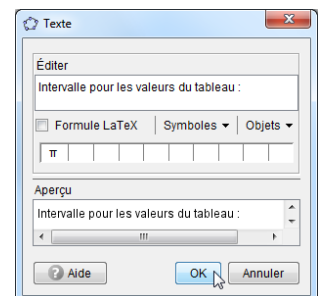 Texte
Éditer
Intervalle pour les valeurs du tableau :
Formule LaTeX Symboles Objets
π
Aperçu
Intervalle pour les valeurs du tableau :
Aide OK Annuler